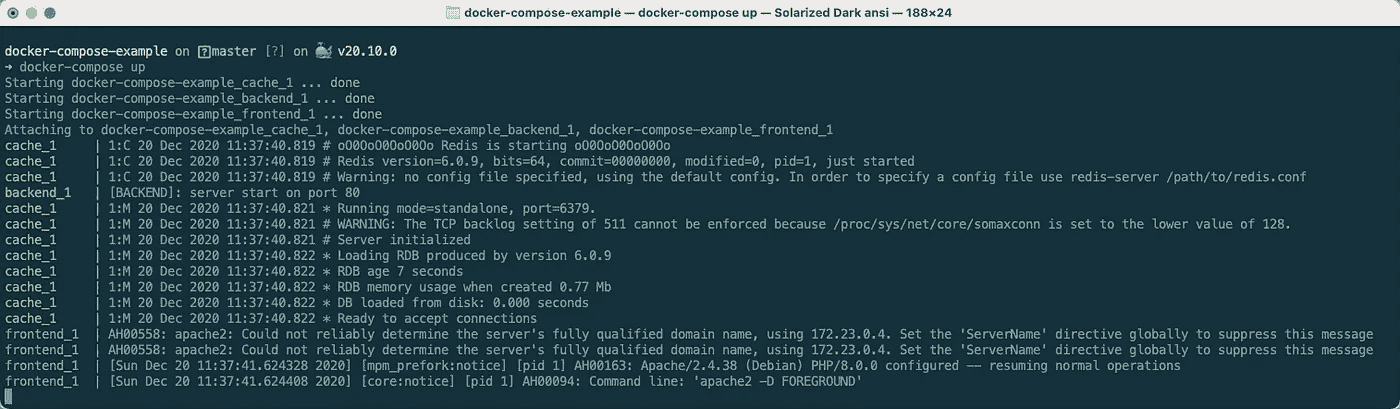 docker-compose-example — docker-compose up — Solarized Dark ansi — 188×24
docker-compose-example on master [?] on v20.10.0
→ docker-compose up
Starting docker-compose-example_cache_1 ... done
Starting docker-compose-example_backend_1 ... done
Starting docker-compose-example_frontend_1 ... done
Attaching to docker-compose-example_cache_1, docker-compose-example_backend_1, docker-compose-example_frontend_1
cache_1 | 1:C 20 Dec 2020 11:37:40.819 # oO0OoO0OoO0Oo Redis is starting oO0OoO0OoO0Oo
cache_1 | 1:C 20 Dec 2020 11:37:40.819 # Redis version=6.0.9, bits=64, commit=00000000, modified=0, pid=1, just started
cache_1 | 1:C 20 Dec 2020 11:37:40.819 # Warning: no config file specified, using the default config. In order to specify a config file use redis-server /path/to/redis.conf
backend_1 | [BACKEND]: server start on port 80
cache_1 | 1:M 20 Dec 2020 11:37:40.821 * Running mode=standalone, port=6379.
cache_1 | 1:M 20 Dec 2020 11:37:40.821 # WARNING: The TCP backlog setting of 511 cannot be enforced because /proc/sys/net/core/somaxconn is set to the lower value of 128.
cache_1 | 1:M 20 Dec 2020 11:37:40.821 # Server initialized
cache_1 | 1:M 20 Dec 2020 11:37:40.822 * Loading RDB produced by version 6.0.9
cache_1 | 1:M 20 Dec 2020 11:37:40.822 * RDB age 7 seconds
cache_1 | 1:M 20 Dec 2020 11:37:40.822 * RDB memory usage when created 0.77 Mb
cache_1 | 1:M 20 Dec 2020 11:37:40.822 * DB loaded from disk: 0.000 seconds
cache_1 | 1:M 20 Dec 2020 11:37:40.822 * Ready to accept connections
frontend_1 | AH00558: apache2: Could not reliably determine the server's fully qualified domain name, using 172.23.0.4. Set the 'ServerName' directive globally to suppress this message
frontend_1 | AH00558: apache2: Could not reliably determine the server's fully qualified domain name, using 172.23.0.4. Set the 'ServerName' directive globally to suppress this message
frontend_1 | [Sun Dec 20 11:37:41.624328 2020] [mpm_prefork:notice] [pid 1] AH00163: Apache/2.4.38 (Debian) PHP/8.0.0 configured -- resuming normal operations
frontend_1 | [Sun Dec 20 11:37:41.624408 2020] [core:notice] [pid 1] AH00094: Command line: 'apache2 -D FOREGROUND'